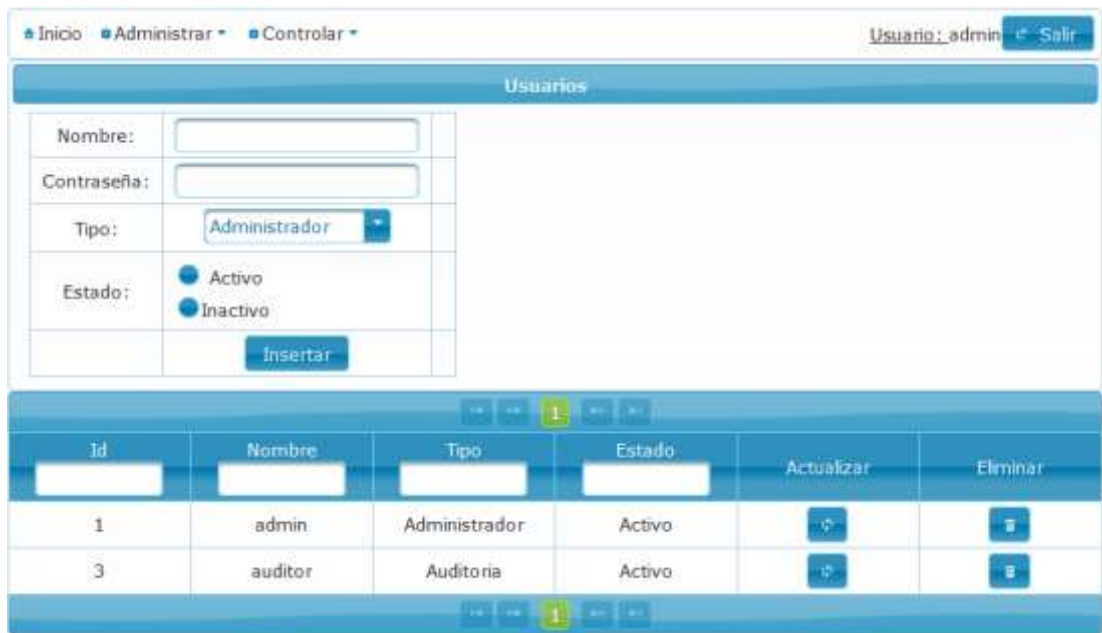 Inicio Administrar Controlar Usuario: admin Salir
Usuarios
Nombre:
Contraseña:
Tipo: Administrador
Estado: Activo
Inactivo
Insertar
1
Id Nombre Tipo Estado Actualizar Eliminar
1 admin Administrador Activo
3 auditor Auditoria Activo
1